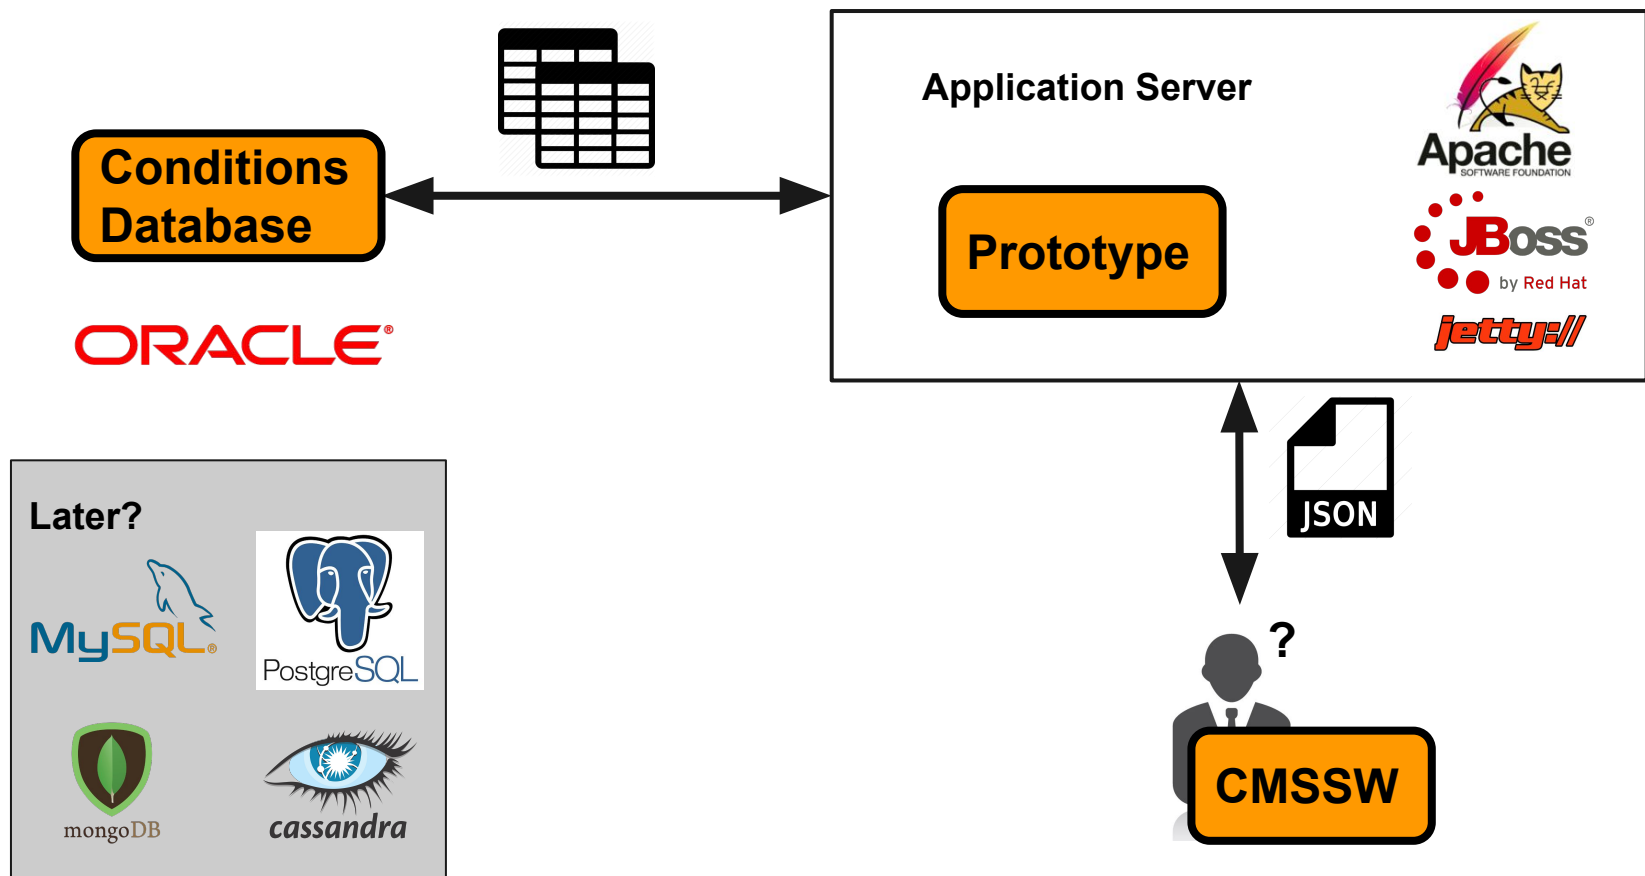 Conditions
Database
ORACLE®
Application Server
Apache
SOFTWARE FOUNDATION
Prototype
JBoss®
by Red Hat
jetty://
JSON
Later?
MySQL®
PostgreSQL
mongoDB
cassandra
?
CMSSW